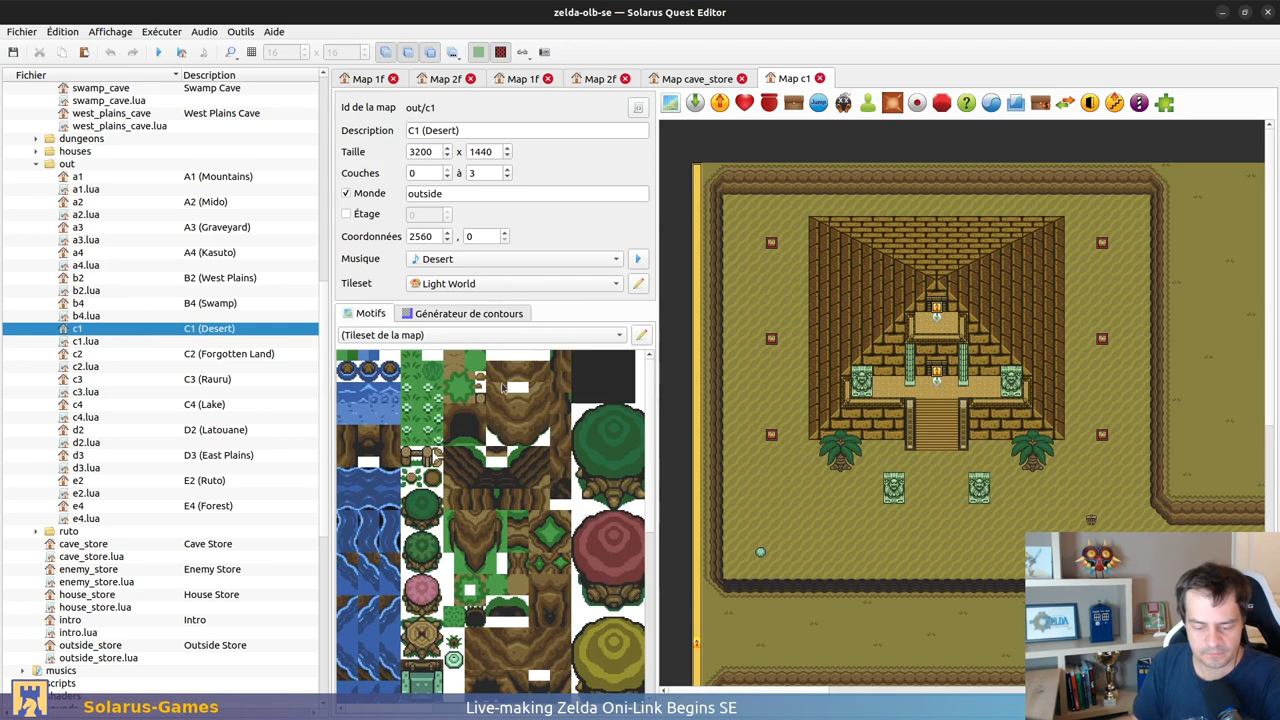 zelda-olb-se — Solarus Quest Editor
Fichier Édition Affichage Exécuter Audio Outils Aide
16 x 16
Fichier Description
swamp_cave Swamp Cave
swamp_cave.lua
west_plains_cave West Plains Cave
west_plains_cave.lua
dungeons
houses
out
a1 A1 (Mountains)
a1.lua
a2 A2 (Mido)
a2.lua
a3 A3 (Graveyard)
a3.lua
a4 A4 (Kasuto)
a4.lua
b2 B2 (West Plains)
b2.lua
b4 B4 (Swamp)
b4.lua
c1 C1 (Desert)
c1.lua
c2 C2 (Forgotten Land)
c2.lua
c3 C3 (Rauru)
c3.lua
c4 C4 (Lake)
c4.lua
d2 D2 (Latouane)
d2.lua
d3 D3 (East Plains)
d3.lua
e2 E2 (Ruto)
e2.lua
e4 E4 (Forest)
e4.lua
ruto
cave_store Cave Store
cave_store.lua
enemy_store Enemy Store
enemy_store.lua
house_store House Store
house_store.lua
intro Intro
intro.lua
outside_store Outside Store
outside_store.lua
musics
scripts
Map 1f Map 2f Map 1f Map 2f Map cave_store Map c1
Id de la map out/c1
Description C1 (Desert)
Taille 3200 x 1440
Couches 0 à 3
Monde outside
Étage 0
Coordonnées 2560 , 0
Musique Desert
Tileset Light World
Motifs Générateur de contours
(Tileset de la map)
Jump
Solarus-Games
Live-making Zelda Oni-Link Begins SE